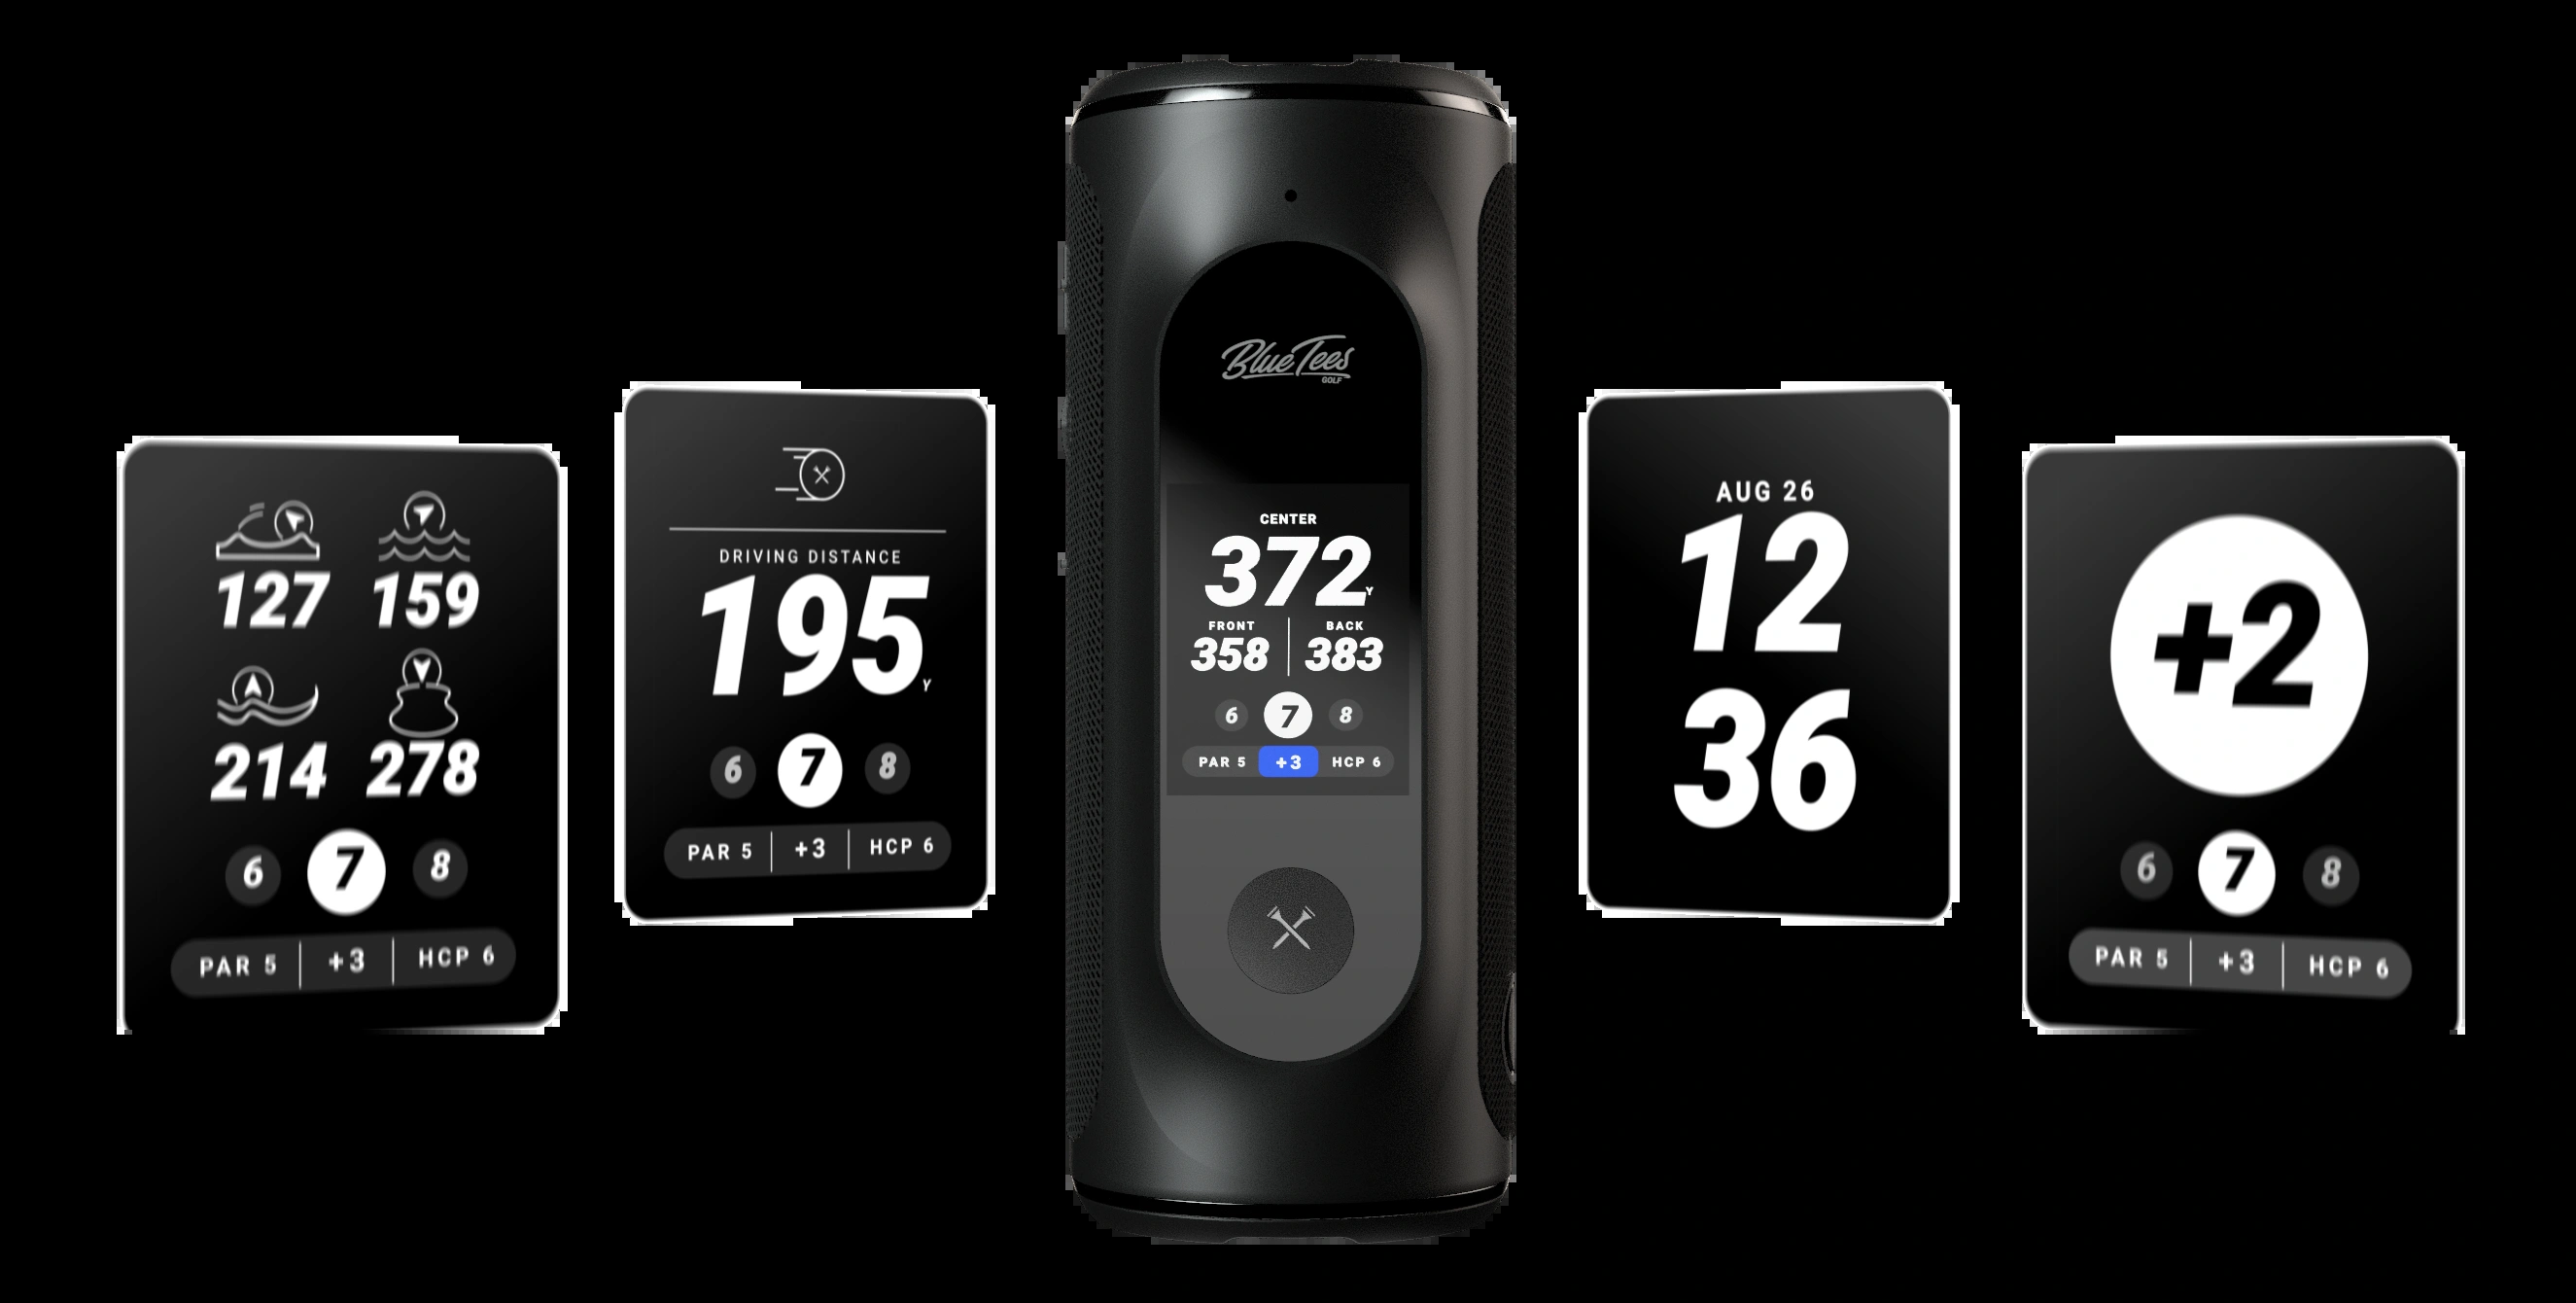 127 159
214 278
6 7 8
PAR 5 +3 HCP 6
DRIVING DISTANCE
195Y
6 7 8
PAR 5 +3 HCP 6
Blue Tees
GOLF
CENTER
372Y
FRONT BACK
358 383
6 7 8
PAR 5 +3 HCP 6
AUG 26
12
36
+2
6 7 8
PAR 5 +3 HCP 6